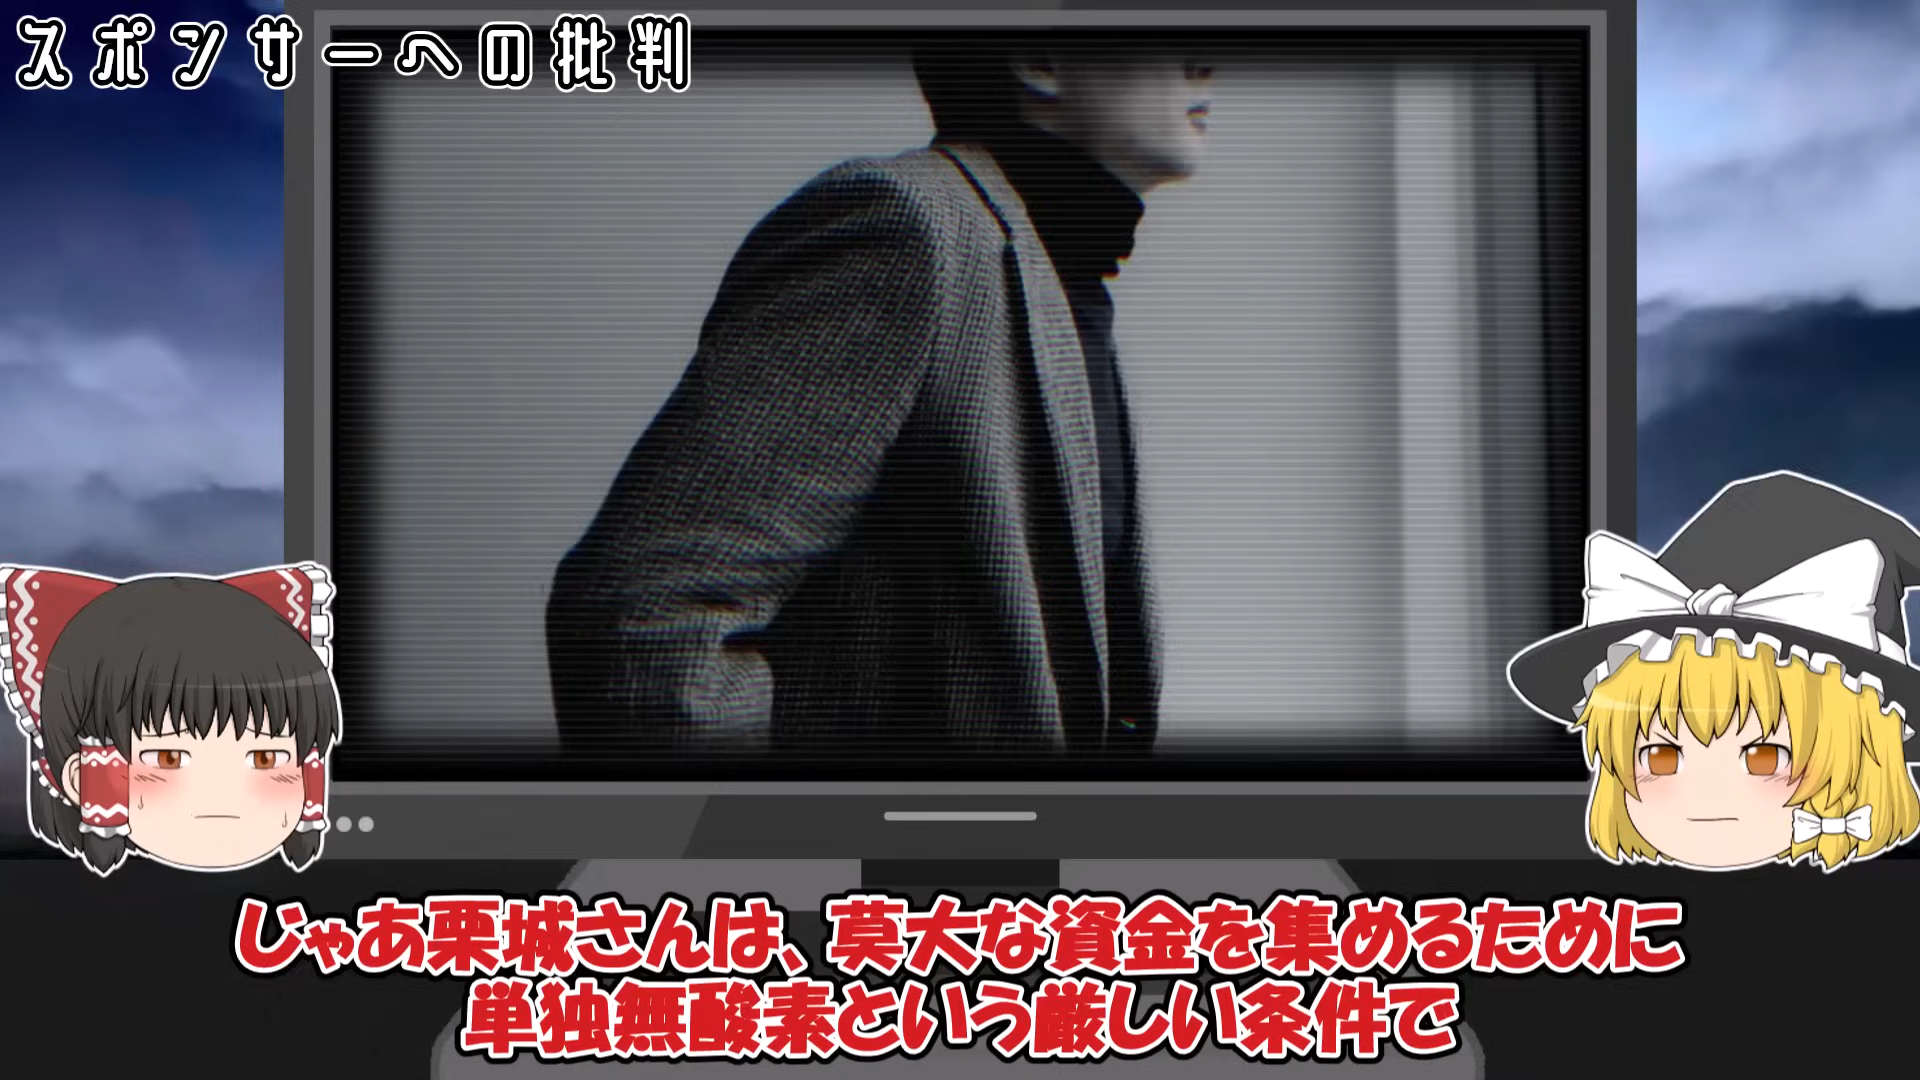 スポンサーへの批判
じゃあ栗城さんは、莫大な資金を集めるために
単独無酸素という厳しい条件で